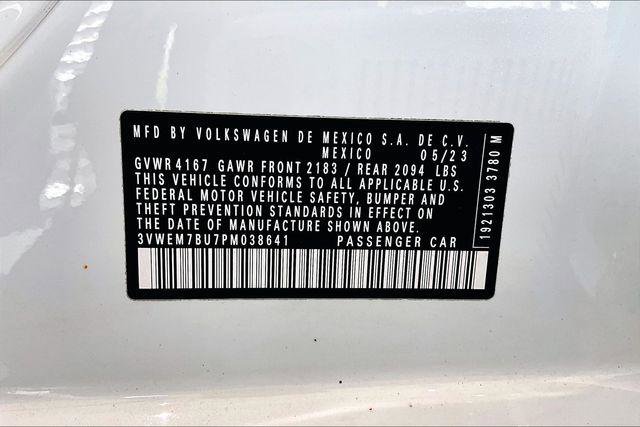 MFD BY VOLKSWAGEN DE MEXICO S.A. DE C.V.
MEXICO 05/23
GVWR 4167 GAWR FRONT 2183 / REAR 2094 LBS
THIS VEHICLE CONFORMS TO ALL APPLICABLE U.S.
FEDERAL MOTOR VEHICLE SAFETY, BUMPER AND
THEFT PREVENTION STANDARDS IN EFFECT ON
THE DATE OF MANUFACTURE SHOWN ABOVE.
3VWEM7BU7PM038641 PASSENGER CAR
1921303 3780 M